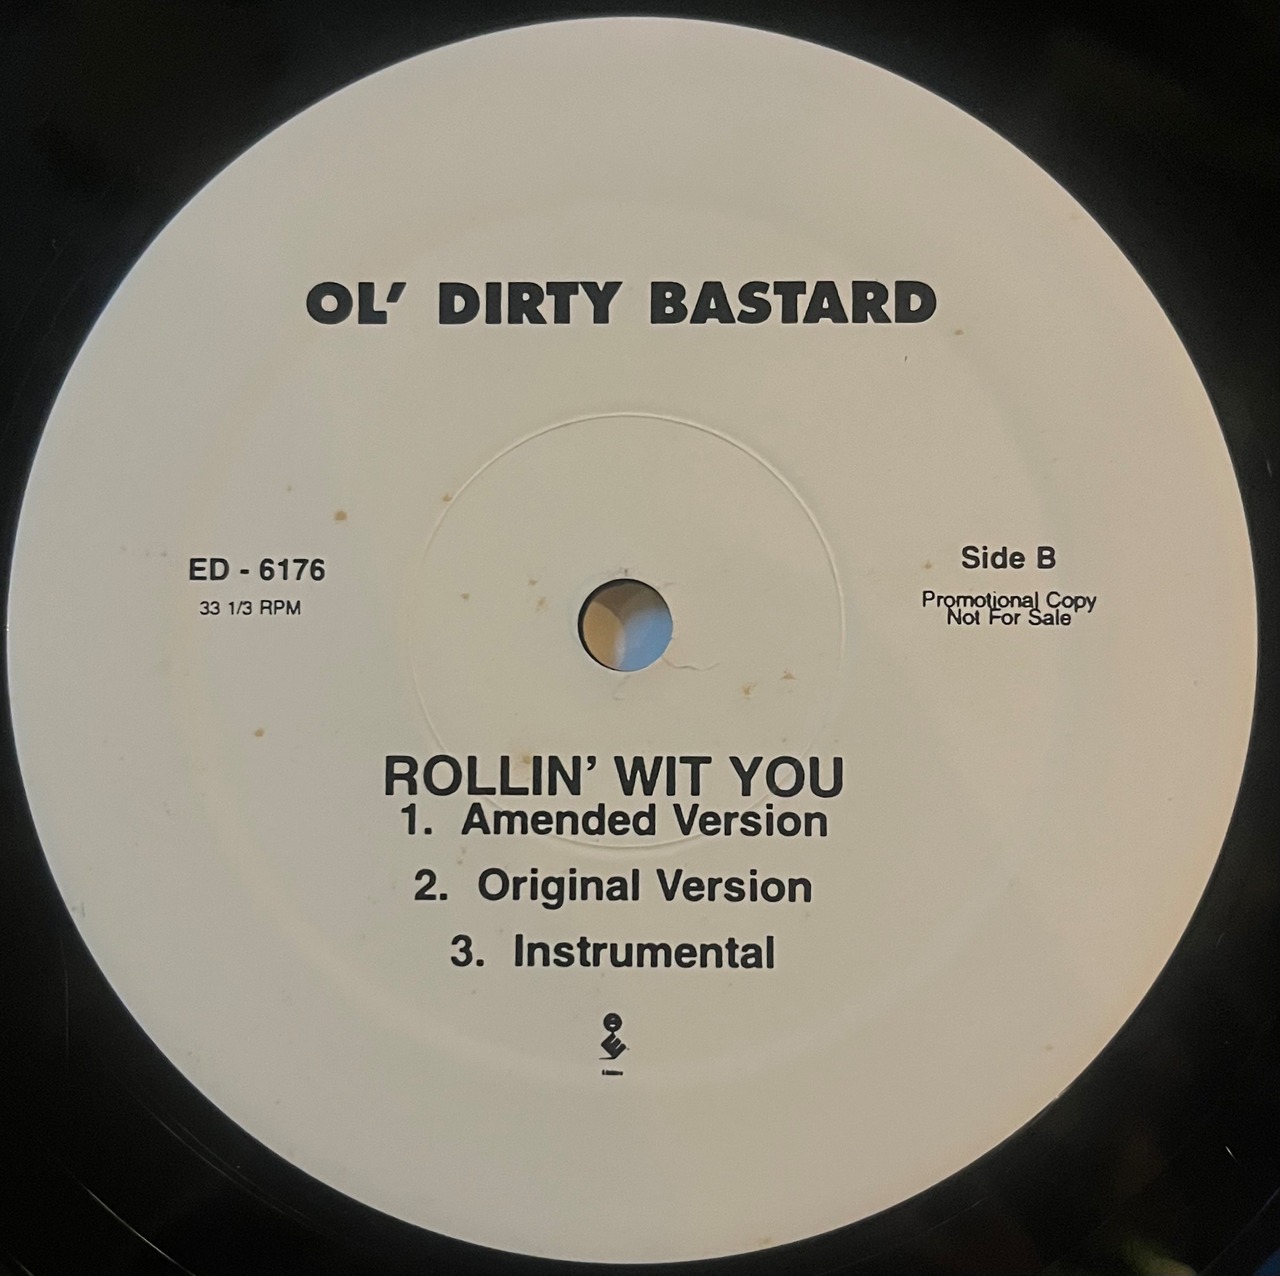 OL' DIRTY BASTARD
ED - 6176
33 1/3 RPM
Side B
Promotional Copy
Not For Sale
ROLLIN' WIT YOU
1. Amended Version
2. Original Version
3. Instrumental